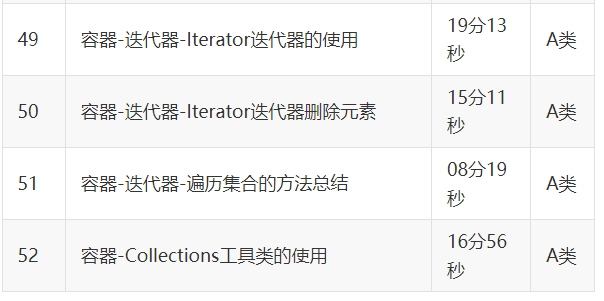 49 容器-迭代器-Iterator迭代器的使用 19分13秒 A类
50 容器-迭代器-Iterator迭代器删除元素 15分11秒 A类
51 容器-迭代器-遍历集合的方法总结 08分19秒 A类
52 容器-Collections工具类的使用 16分56秒 A类